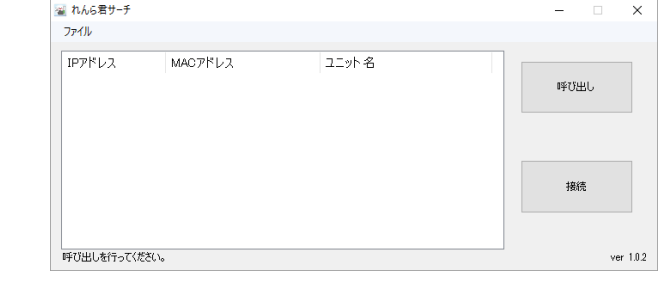 れんら君サーチ
ファイル
IPアドレス MACアドレス ユニット名
呼び出し
接続
呼び出しを行ってください。 ver 1.0.2